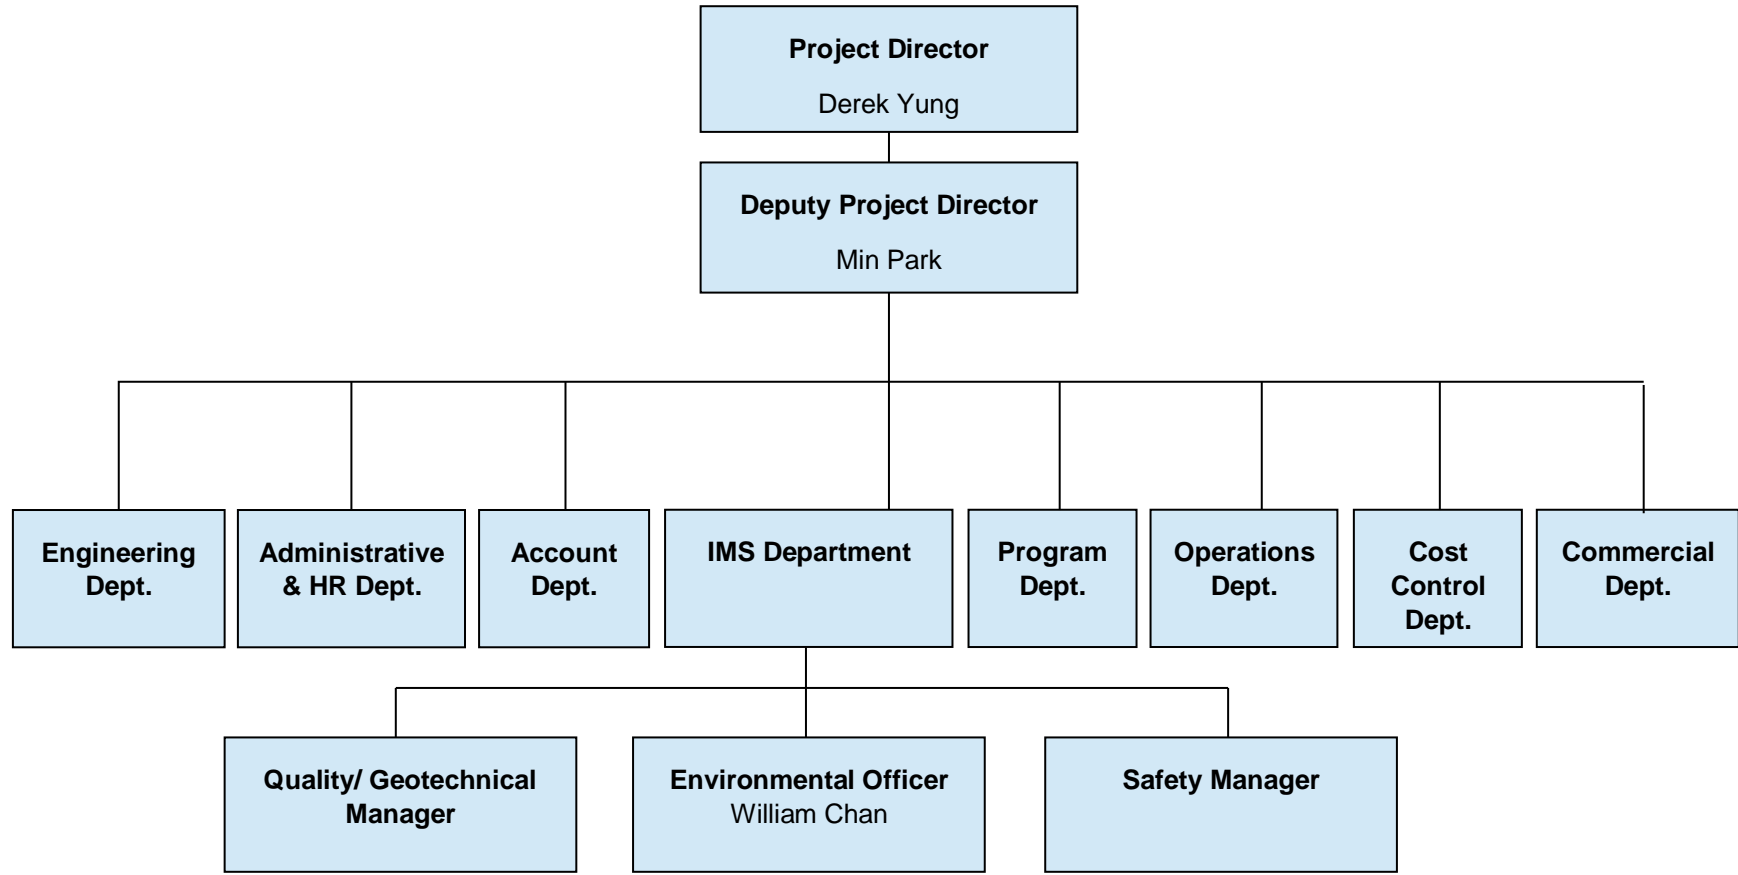 Project Director
Derek Yung
Deputy Project Director
Min Park
Engineering
Dept.
Administrative
& HR Dept.
Account
Dept.
IMS Department
Program
Dept.
Operations
Dept.
Cost
Control
Dept.
Commercial
Dept.
Quality/ Geotechnical
Manager
Environmental Officer
William Chan
Safety Manager